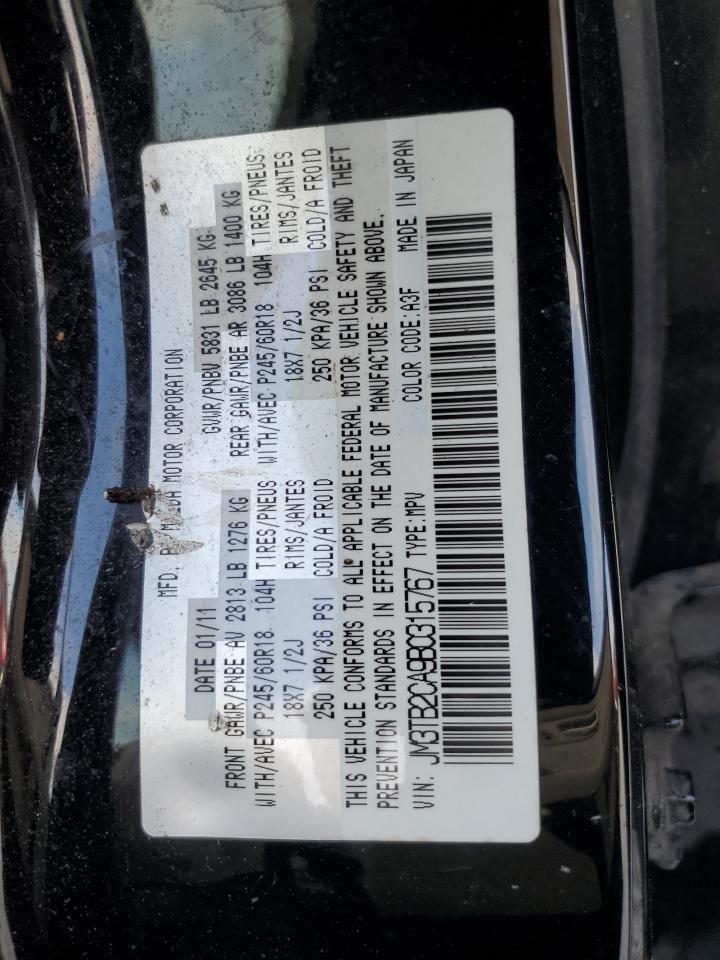 MFD. B MAZDA MOTOR CORPORATION
DATE 01/11 GVWR/PNBV 5831 LB 2645 KG
FRONT GAWR/PNBE AV 2813 LB 1276 KG REAR GAWR/PNBE AR 3086 LB 1400 KG
WITH/AVEC P245/60R18 104H TIRES/PNEUS WITH/AVEC P245/60R18 104H TIRES/PNEUS
18X7 1/2J RIMS/JANTES 18X7 1/2J RIMS/JANTES
250 KPA/36 PSI COLD/A FROID 250 KPA/36 PSI COLD/A FROID
THIS VEHICLE CONFORMS TO ALL APPLICABLE FEDERAL MOTOR VEHICLE SAFETY AND THEFT
PREVENTION STANDARDS IN EFFECT ON THE DATE OF MANUFACTURE SHOWN ABOVE.
COLOR CODE:A3F MADE IN JAPAN
VIN: JM3TB2CA9B0315767 TYPE:MPV